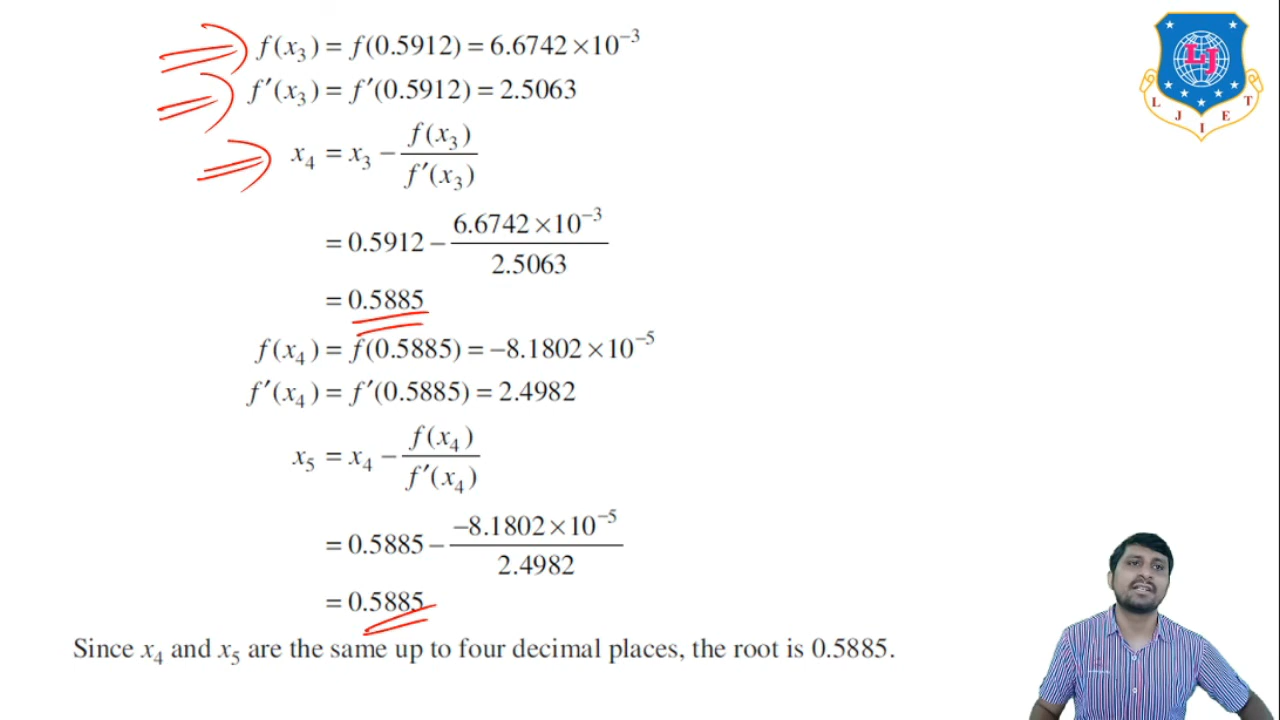 f(x₃) = f(0.5912) = 6.6742 ×10⁻³
f′(x₃) = f′(0.5912) = 2.5063
x₄ = x₃ − f(x₃) / f′(x₃)
= 0.5912 − 6.6742 ×10⁻³ / 2.5063
= 0.5885
f(x₄) = f(0.5885) = −8.1802 × 10⁻⁵
f′(x₄) = f′(0.5885) = 2.4982
x₅ = x₄ − f(x₄) / f′(x₄)
= 0.5885 − −8.1802 × 10⁻⁵ / 2.4982
= 0.5885
Since x₄ and x₅ are the same up to four decimal places, the root is 0.5885.
LJ
L J I E T